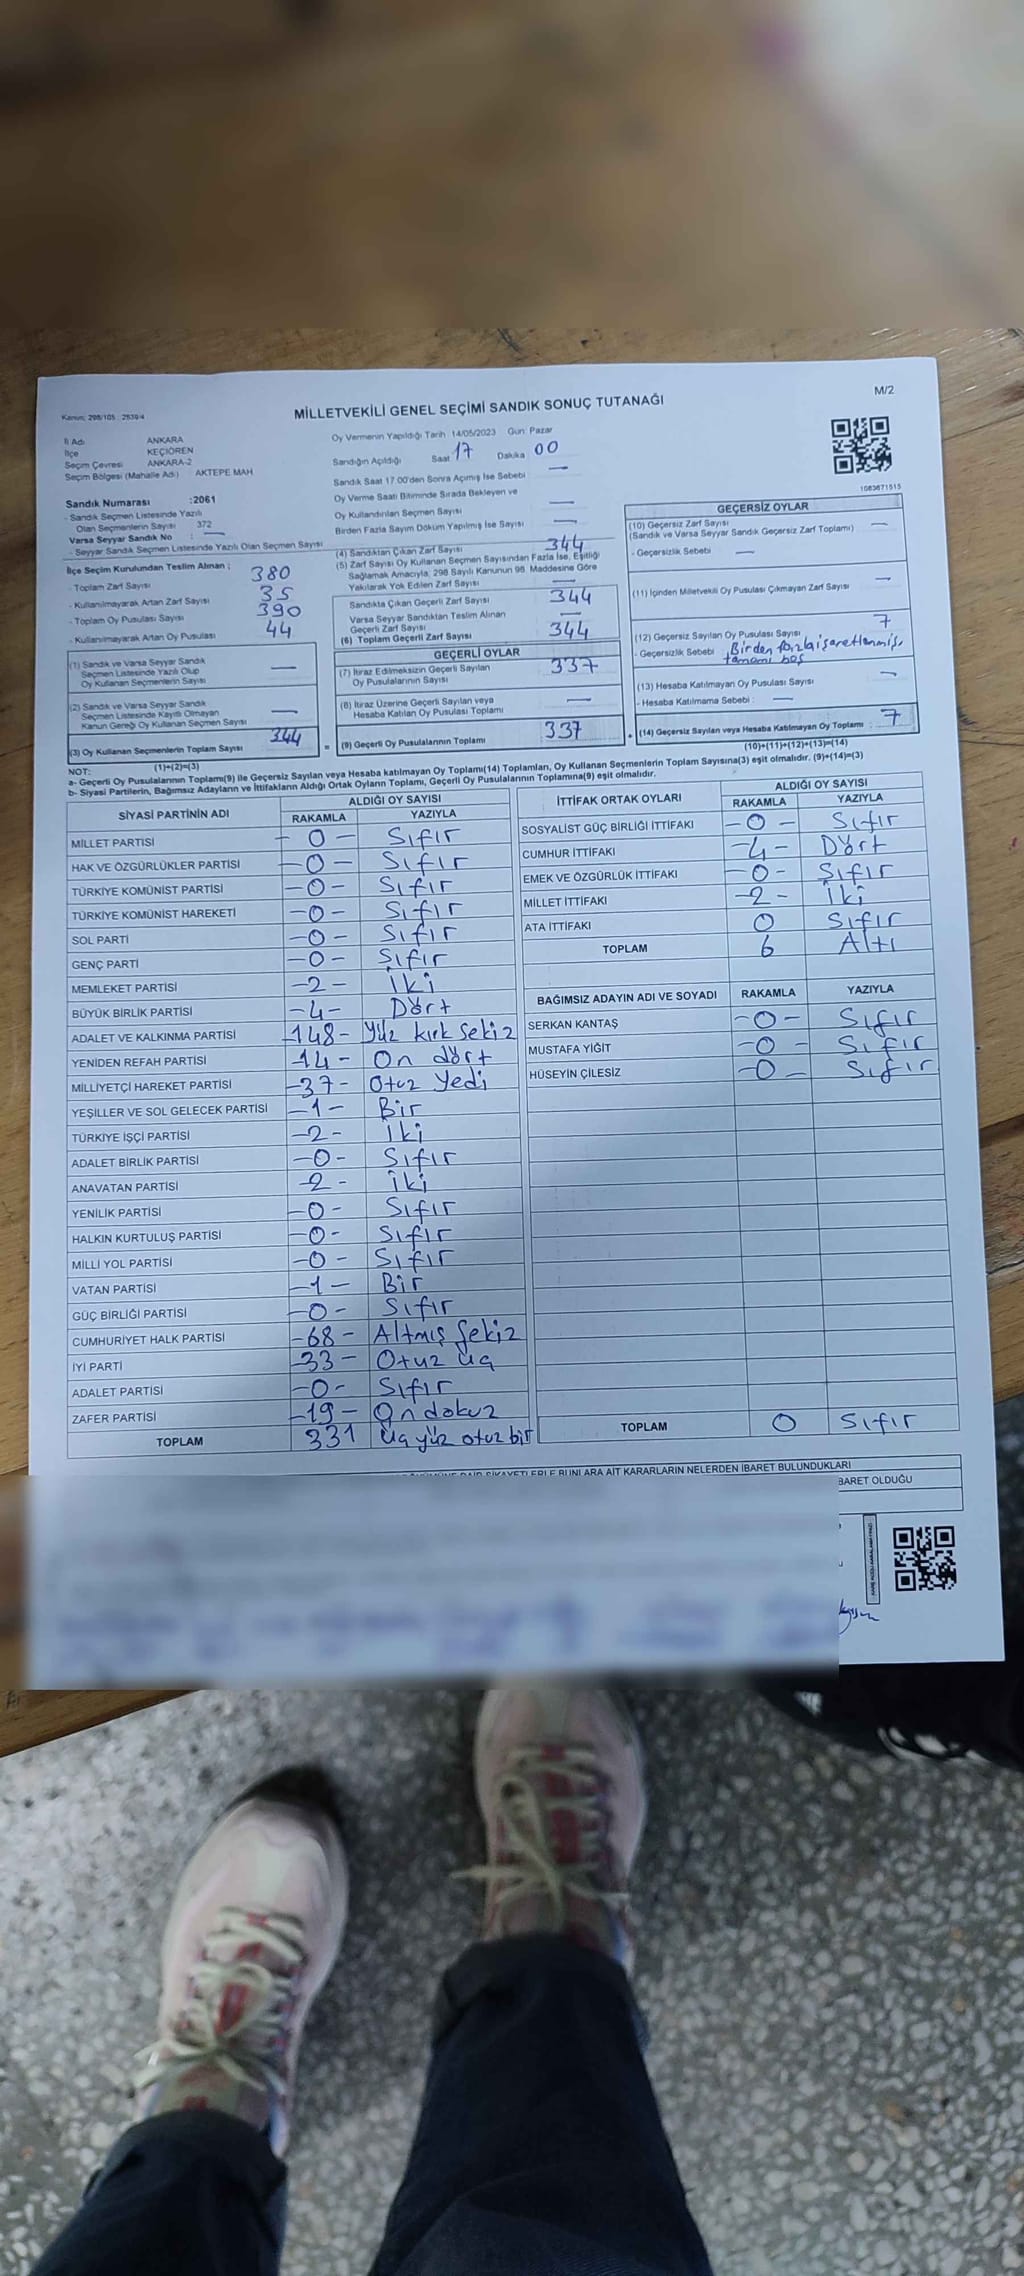 M/2
Kanun; 298/105 , 2839/4
MİLLETVEKİLİ GENEL SEÇİMİ SANDIK SONUÇ TUTANAĞI
İl Adı ANKARA
İlçe KEÇİÖREN
Seçim Çevresi ANKARA-2
Seçim Bölgesi (Mahalle Adı) AKTEPE MAH
Oy Vermenin Yapıldığı Tarih :14/05/2023 Gün: Pazar
Sandığın Açıldığı Saat 17 Dakika 00
Sandık Saat 17.00'den Sonra Açılmış İse Sebebi —
Oy Verme Saati Bitiminde Sırada Bekleyen ve
Oy Kullandırılan Seçmen Sayısı —
Birden Fazla Sayım Döküm Yapılmış İse Sayısı —
1083671515
Sandık Numarası :2061
- Sandık Seçmen Listesinde Yazılı
Olan Seçmenlerin Sayısı 372
Varsa Seyyar Sandık No : —
- Seyyar Sandık Seçmen Listesinde Yazılı Olan Seçmen Sayısı
İlçe Seçim Kurulundan Teslim Alınan ;
- Toplam Zarf Sayısı 380
- Kullanılmayarak Artan Zarf Sayısı 35
- Toplam Oy Pusulası Sayısı 390
- Kullanılmayarak Artan Oy Pusulası 44
(1) Sandık ve Varsa Seyyar Sandık
Seçmen Listesinde Yazılı Olup
Oy Kullanan Seçmenlerin Sayısı —
(2) Sandık ve Varsa Seyyar Sandık
Seçmen Listesinde Kayıtlı Olmayan
Kanun Gereği Oy Kullanan Seçmen Sayısı —
(3) Oy Kullanan Seçmenlerin Toplam Sayısı 344
(1)+(2)=(3)
(4) Sandıktan Çıkan Zarf Sayısı 344
(5) Zarf Sayısı Oy Kullanan Seçmen Sayısından Fazla İse, Eşitliği
Sağlamak Amacıyla; 298 Sayılı Kanunun 98. Maddesine Göre
Yakılarak Yok Edilen Zarf Sayısı —
Sandıkta Çıkan Geçerli Zarf Sayısı 344
Varsa Seyyar Sandıktan Teslim Alınan
Geçerli Zarf Sayısı —
(6) Toplam Geçerli Zarf Sayısı 344
GEÇERLİ OYLAR
(7) İtiraz Edilmeksizin Geçerli Sayılan
Oy Pusulalarının Sayısı 337
(8) İtiraz Üzerine Geçerli Sayılan veya
Hesaba Katılan Oy Pusulası Toplamı —
= (9) Geçerli Oy Pusulalarının Toplamı 337
GEÇERSİZ OYLAR
(10) Geçersiz Zarf Sayısı
(Sandık ve Varsa Seyyar Sandık Geçersiz Zarf Toplamı) —
- Geçersizlik Sebebi —
(11) İçinden Milletvekili Oy Pusulası Çıkmayan Zarf Sayısı —
(12) Geçersiz Sayılan Oy Pusulası Sayısı 7
- Geçersizlik Sebebi Birden fazla işaretlenmiş,
tamamı boş
(13) Hesaba Katılmayan Oy Pusulası Sayısı —
- Hesaba Katılmama Sebebi : —
+ (14) Geçersiz Sayılan veya Hesaba Katılmayan Oy Toplamı : 7
(10)+(11)+(12)+(13)=(14)
NOT:
a- Geçerli Oy Pusulalarının Toplamı(9) ile Geçersiz Sayılan veya Hesaba katılmayan Oy Toplamı(14) Toplamları, Oy Kullanan Seçmenlerin Toplam Sayısına(3) eşit olmalıdır. (9)+(14)=(3)
b- Siyasi Partilerin, Bağımsız Adayların ve İttifakların Aldığı Ortak Oyların Toplamı, Geçerli Oy Pusulalarının Toplamına(9) eşit olmalıdır.
SİYASİ PARTİNİN ADI ALDIĞI OY SAYISI
RAKAMLA YAZIYLA
MİLLET PARTİSİ - 0 - Sıfır
HAK VE ÖZGÜRLÜKLER PARTİSİ - 0 - Sıfır
TÜRKİYE KOMÜNİST PARTİSİ - 0 - Sıfır
TÜRKİYE KOMÜNİST HAREKETİ - 0 - Sıfır
SOL PARTİ - 0 - Sıfır
GENÇ PARTİ - 0 - Sıfır
MEMLEKET PARTİSİ - 2 - İki
BÜYÜK BİRLİK PARTİSİ - 4 - Dört
ADALET VE KALKINMA PARTİSİ - 148 - Yüz kırk sekiz
YENİDEN REFAH PARTİSİ - 14 - On dört
MİLLİYETÇİ HAREKET PARTİSİ - 37 - Otuz Yedi
YEŞİLLER VE SOL GELECEK PARTİSİ - 1 - Bir
TÜRKİYE İŞÇİ PARTİSİ - 2 - İki
ADALET BİRLİK PARTİSİ - 0 - Sıfır
ANAVATAN PARTİSİ - 2 - İki
YENİLİK PARTİSİ - 0 - Sıfır
HALKIN KURTULUŞ PARTİSİ - 0 - Sıfır
MİLLİ YOL PARTİSİ - 0 - Sıfır
VATAN PARTİSİ - 1 - Bir
GÜÇ BİRLİĞİ PARTİSİ - 0 - Sıfır
CUMHURİYET HALK PARTİSİ - 68 - Altmış sekiz
İYİ PARTİ - 33 - Otuz üç
ADALET PARTİSİ - 0 - Sıfır
ZAFER PARTİSİ - 19 - On dokuz
TOPLAM 331 Üç yüz otuz bir
İTTİFAK ORTAK OYLARI ALDIĞI OY SAYISI
RAKAMLA YAZIYLA
SOSYALİST GÜÇ BİRLİĞİ İTTİFAKI - 0 - Sıfır
CUMHUR İTTİFAKI - 4 - Dört
EMEK VE ÖZGÜRLÜK İTTİFAKI - 0 - Sıfır
MİLLET İTTİFAKI - 2 - İki
ATA İTTİFAKI 0 Sıfır
TOPLAM 6 Altı
BAĞIMSIZ ADAYIN ADI VE SOYADI RAKAMLA YAZIYLA
SERKAN KANTAŞ - 0 - Sıfır
MUSTAFA YİĞİT - 0 - Sıfır
HÜSEYİN ÇİLESİZ - 0 - Sıfır
TOPLAM 0 Sıfır
DAİR ŞİKAYETLERLE BUNLARA AİT KARARLARIN NELERDEN İBARET BULUNDUKLARI
BARET OLDUĞU